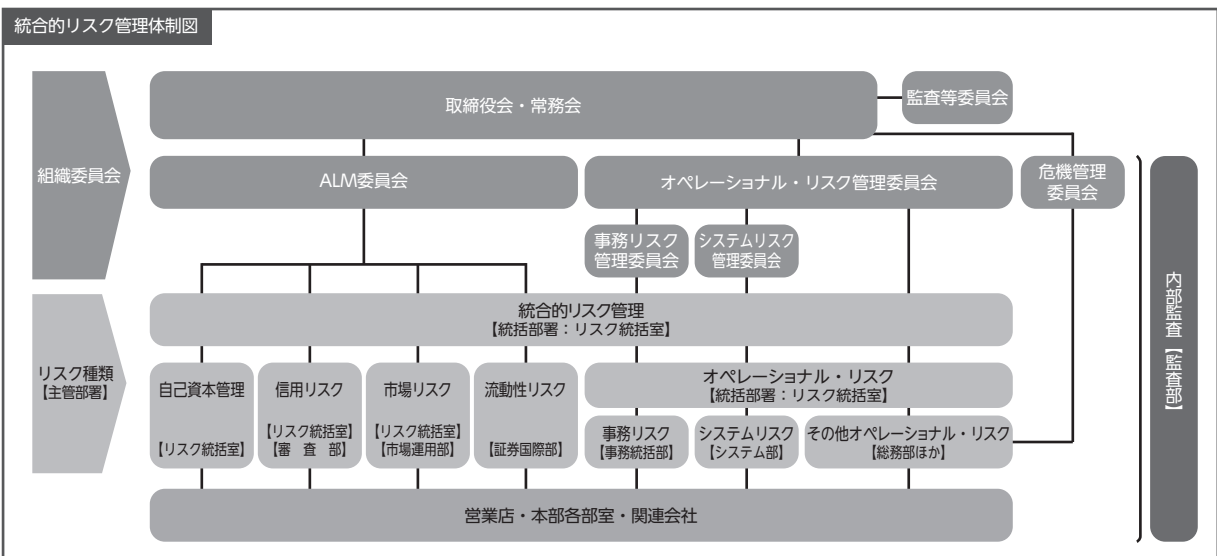 統合的リスク管理体制図
取締役会・常務会
監査等委員会
組織委員会
ALM委員会
オペレーショナル・リスク管理委員会
危機管理
委員会
事務リスク
管理委員会
システムリスク
管理委員会
統合的リスク管理
【統括部署：リスク統括室】
リスク種類
【主管部署】
自己資本管理
【リスク統括室】
信用リスク
【リスク統括室】
【審　査　部】
市場リスク
【リスク統括室】
【市場運用部】
流動性リスク
【証券国際部】
オペレーショナル・リスク
【統括部署：リスク統括室】
事務リスク
【事務統括部】
システムリスク
【システム部】
その他オペレーショナル・リスク
【総務部ほか】
営業店・本部各部室・関連会社
内部監査【監査部】